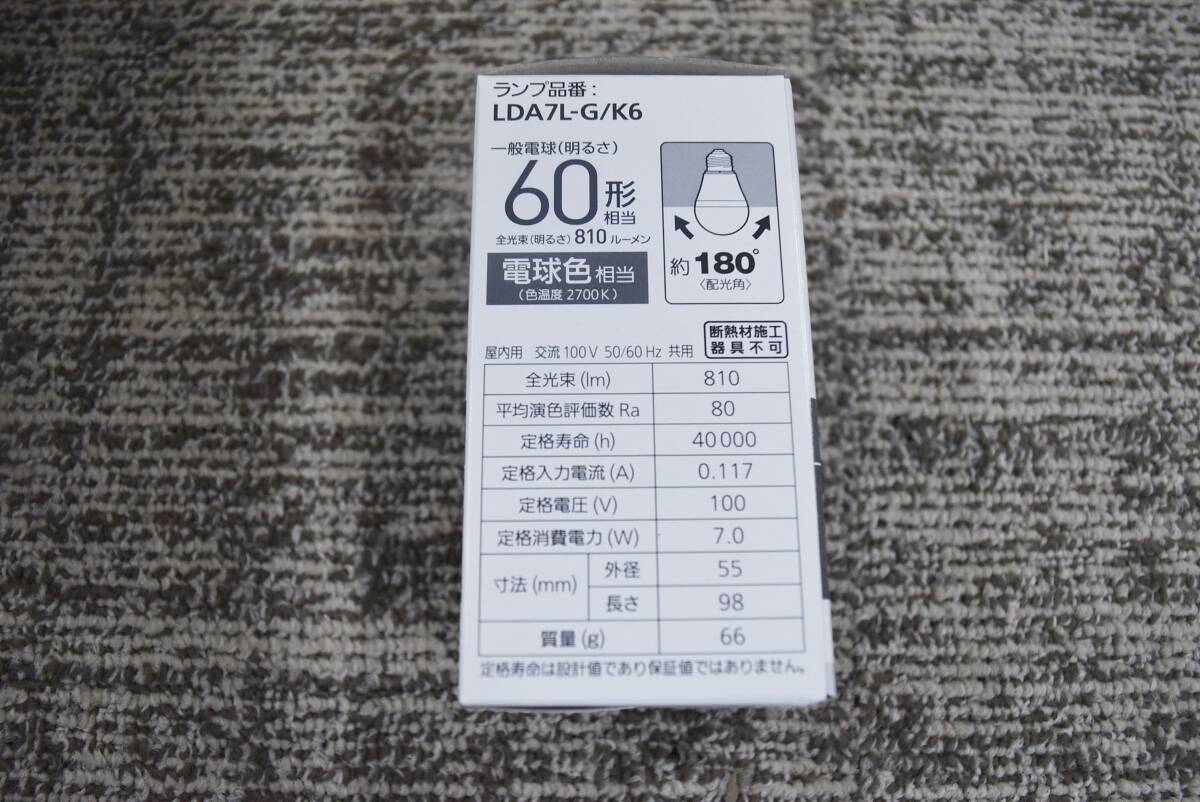 ランプ品番:
LDA7L-G/K6
一般電球(明るさ)
60形
相当
全光束(明るさ) 810 ルーメン
電球色 相当
(色温度 2700K)
約180°
〈配光角〉
断熱材施工
器具不可
屋内用 交流 100V 50/60 Hz 共用
全光束 (lm) 810
平均演色評価数 Ra 80
定格寿命 (h) 40000
定格入力電流 (A) 0.117
定格電圧 (V) 100
定格消費電力 (W) 7.0
寸法 (mm) 外径 55
長さ 98
質量 (g) 66
定格寿命は設計値であり保証値ではありません。